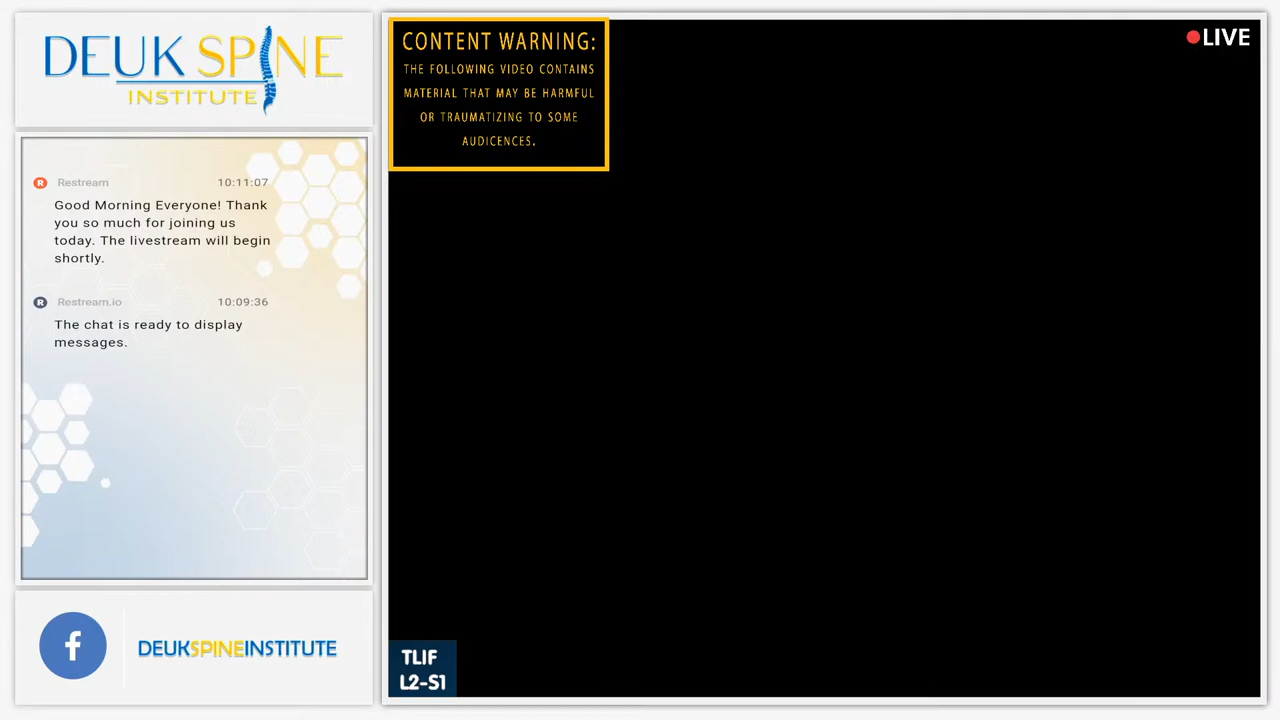 DEUK SPINE
INSTITUTE
R Restream 10:11:07
Good Morning Everyone! Thank
you so much for joining us
today. The livestream will begin
shortly.
R Restream.io 10:09:36
The chat is ready to display
messages.
f DEUKSPINEINSTITUTE
CONTENT WARNING:
THE FOLLOWING VIDEO CONTAINS
MATERIAL THAT MAY BE HARMFUL
OR TRAUMATIZING TO SOME
AUDICENCES.
LIVE
TLIF
L2-S1